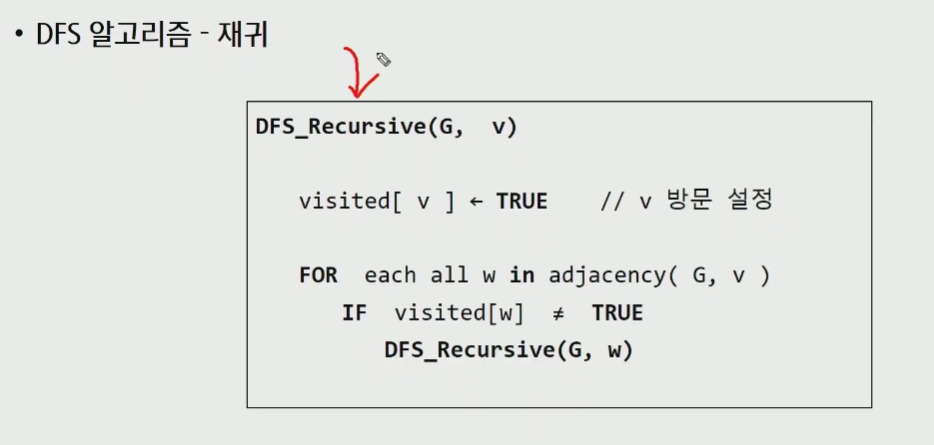 • DFS 알고리즘 - 재귀
DFS_Recursive(G, v)
visited[ v ] ← TRUE // v 방문 설정
FOR each all w in adjacency( G, v )
IF visited[w] ≠ TRUE
DFS_Recursive(G, w)